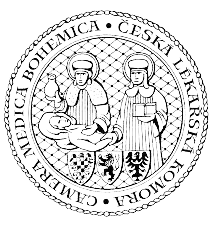 · ČESKÁ LÉKAŘSKÁ KOMORA ·
CAMERA MEDICA BOHEMICA